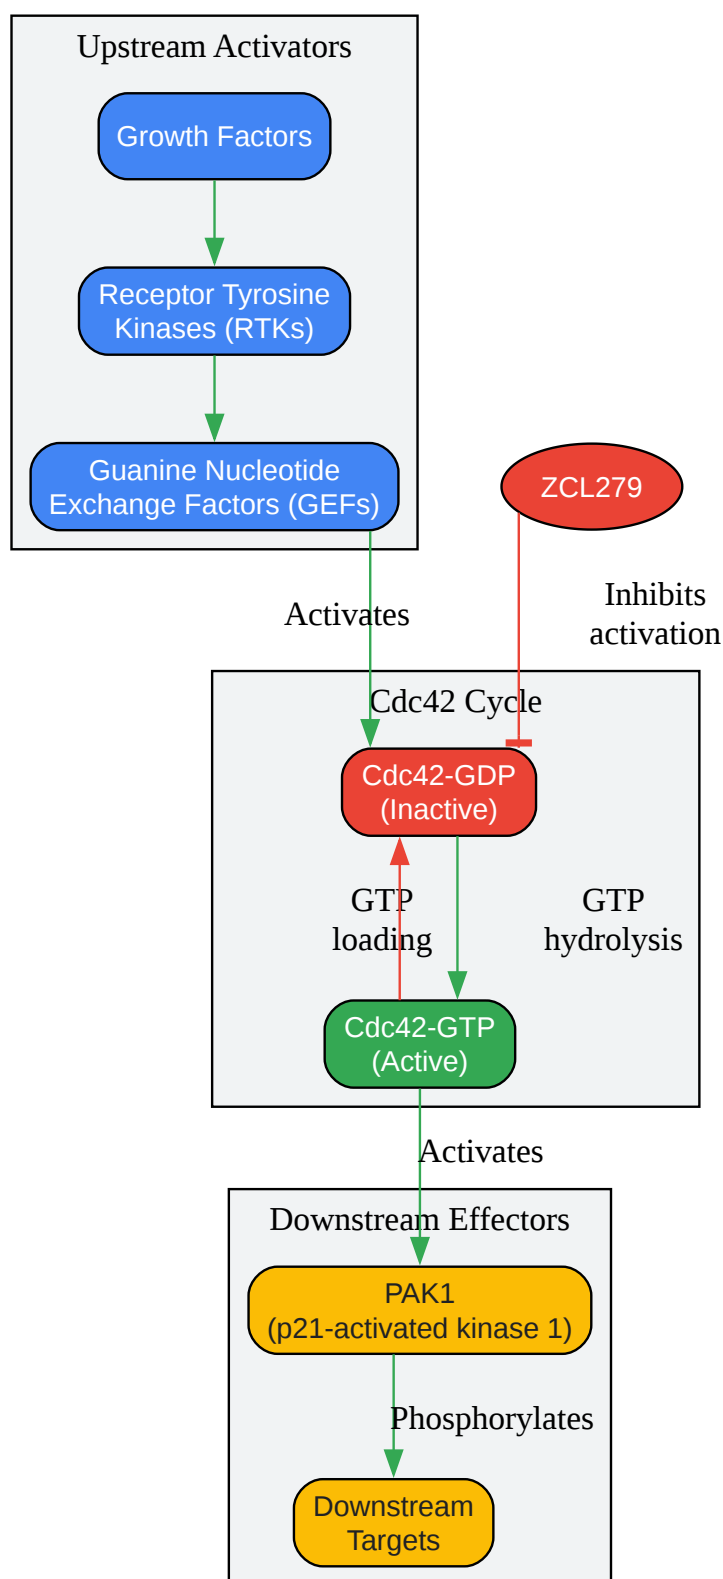 Upstream Activators
Growth Factors
Receptor Tyrosine
Kinases (RTKs)
Guanine Nucleotide
Exchange Factors (GEFs)
ZCL279
Activates
Inhibits
activation
Cdc42 Cycle
Cdc42-GDP
(Inactive)
GTP
loading
GTP
hydrolysis
Cdc42-GTP
(Active)
Activates
Downstream Effectors
PAK1
(p21-activated kinase 1)
Phosphorylates
Downstream
Targets